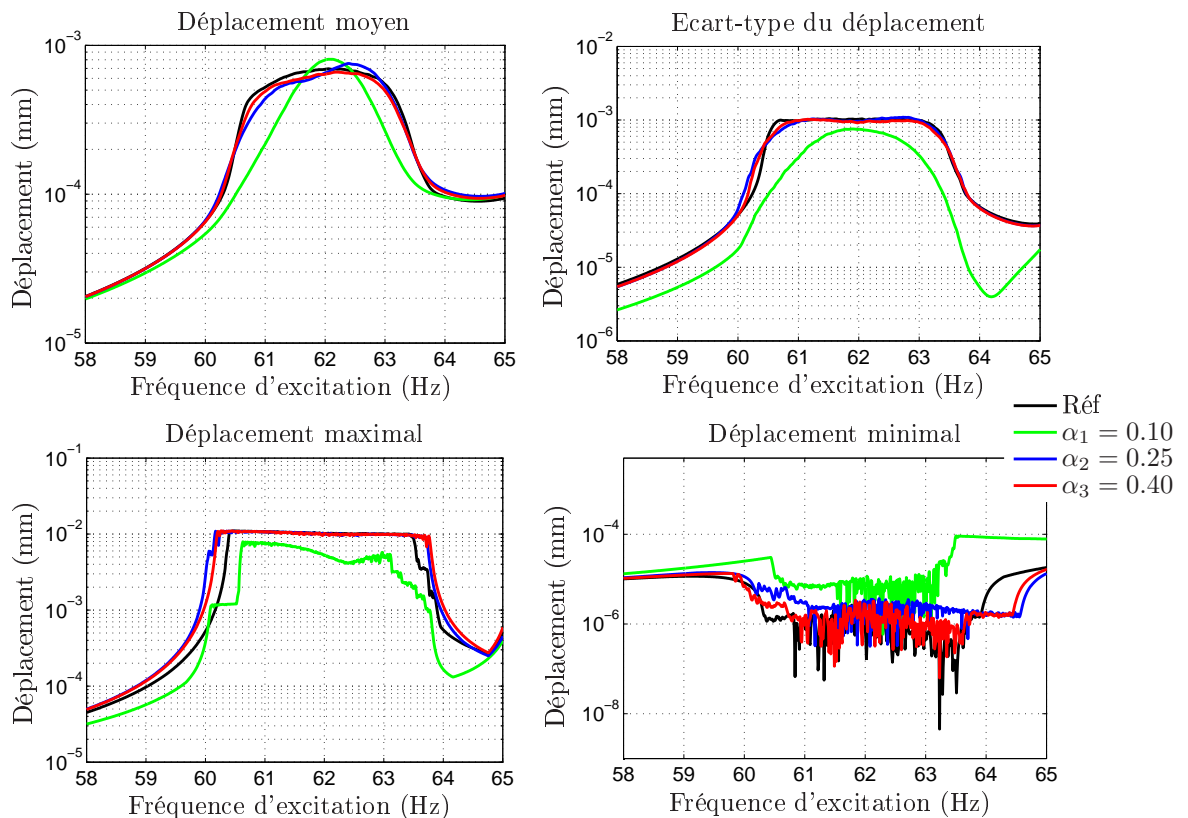 Déplacement moyen
10−3
10−4
10−5
Déplacement (mm)
58 59 60 61 62 63 64 65
Fréquence d'excitation (Hz)
Ecart-type du déplacement
10−2
10−3
10−4
10−5
10−6
Déplacement (mm)
58 59 60 61 62 63 64 65
Fréquence d'excitation (Hz)
Réf
α1 = 0.10
α2 = 0.25
α3 = 0.40
Déplacement maximal
10−1
10−2
10−3
10−4
10−5
Déplacement (mm)
58 59 60 61 62 63 64 65
Fréquence d'excitation (Hz)
Déplacement minimal
10−4
10−6
10−8
Déplacement (mm)
58 59 60 61 62 63 64 65
Fréquence d'excitation (Hz)